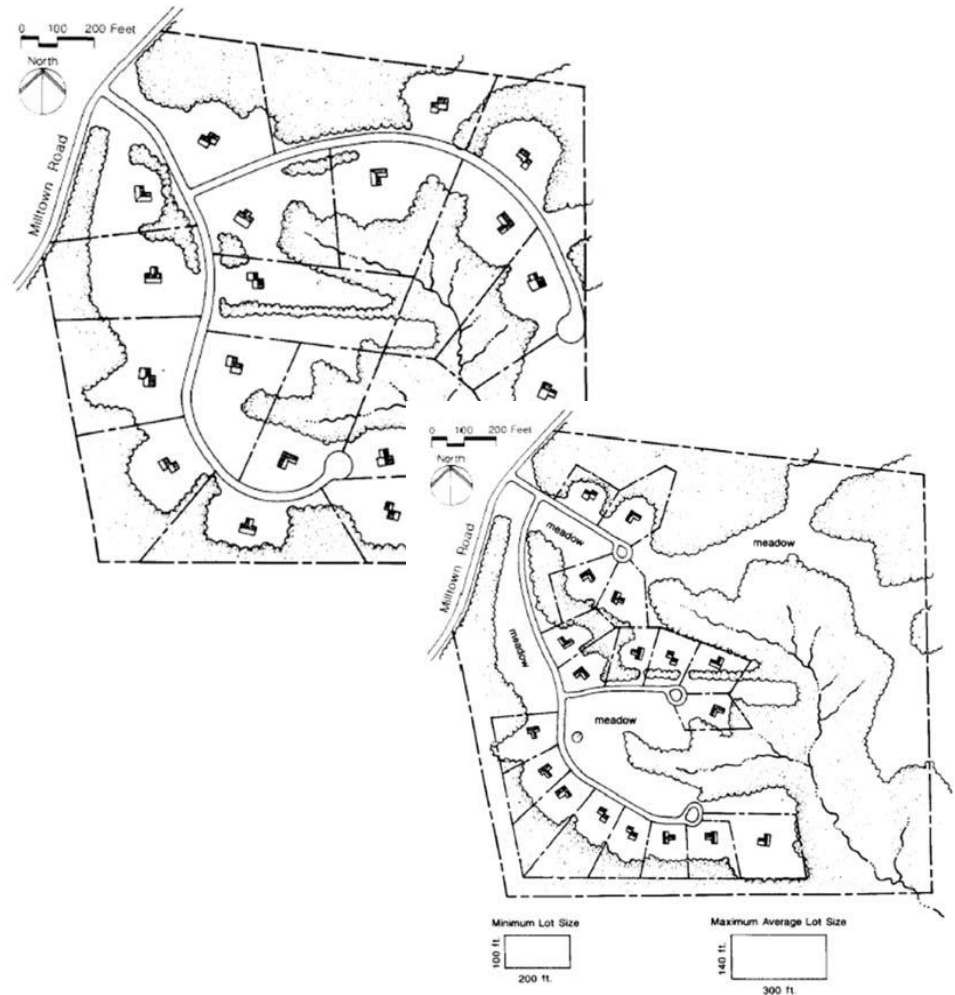 0 100 200 Feet
North
Milltown Road
0 100 200 Feet
North
Milltown Road
meadow
meadow
meadow
meadow
Minimum Lot Size
100 ft.
200 ft.
Maximum Average Lot Size
140 ft.
300 ft.